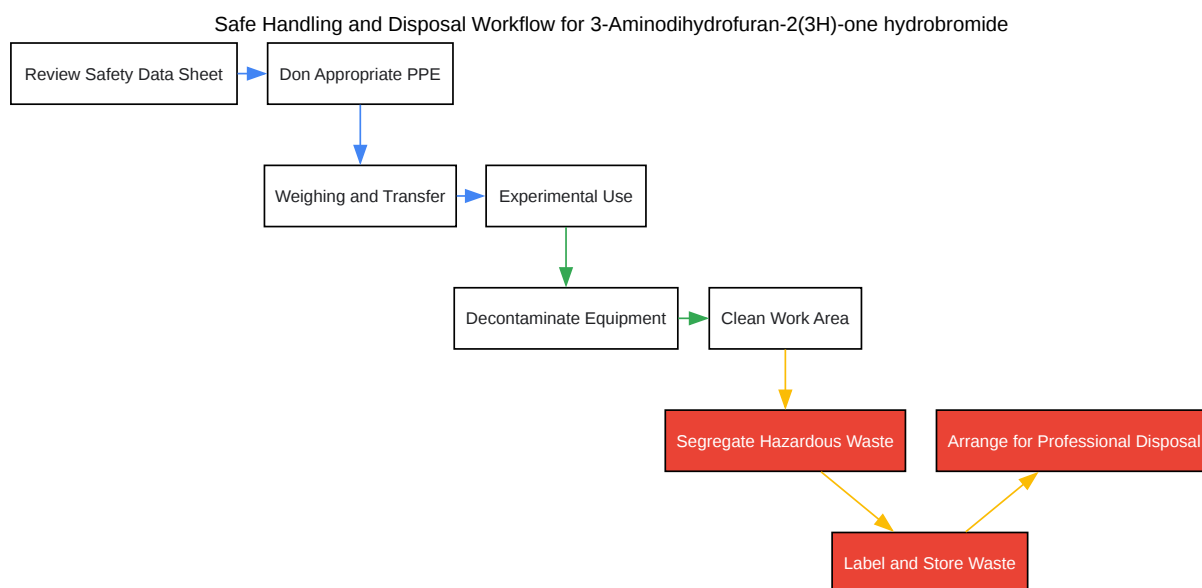 Safe Handling and Disposal Workflow for 3-Aminodihydrofuran-2(3H)-one hydrobromide
Review Safety Data Sheet
Don Appropriate PPE
Weighing and Transfer
Experimental Use
Decontaminate Equipment
Clean Work Area
Segregate Hazardous Waste
Arrange for Professional Disposal
Label and Store Waste